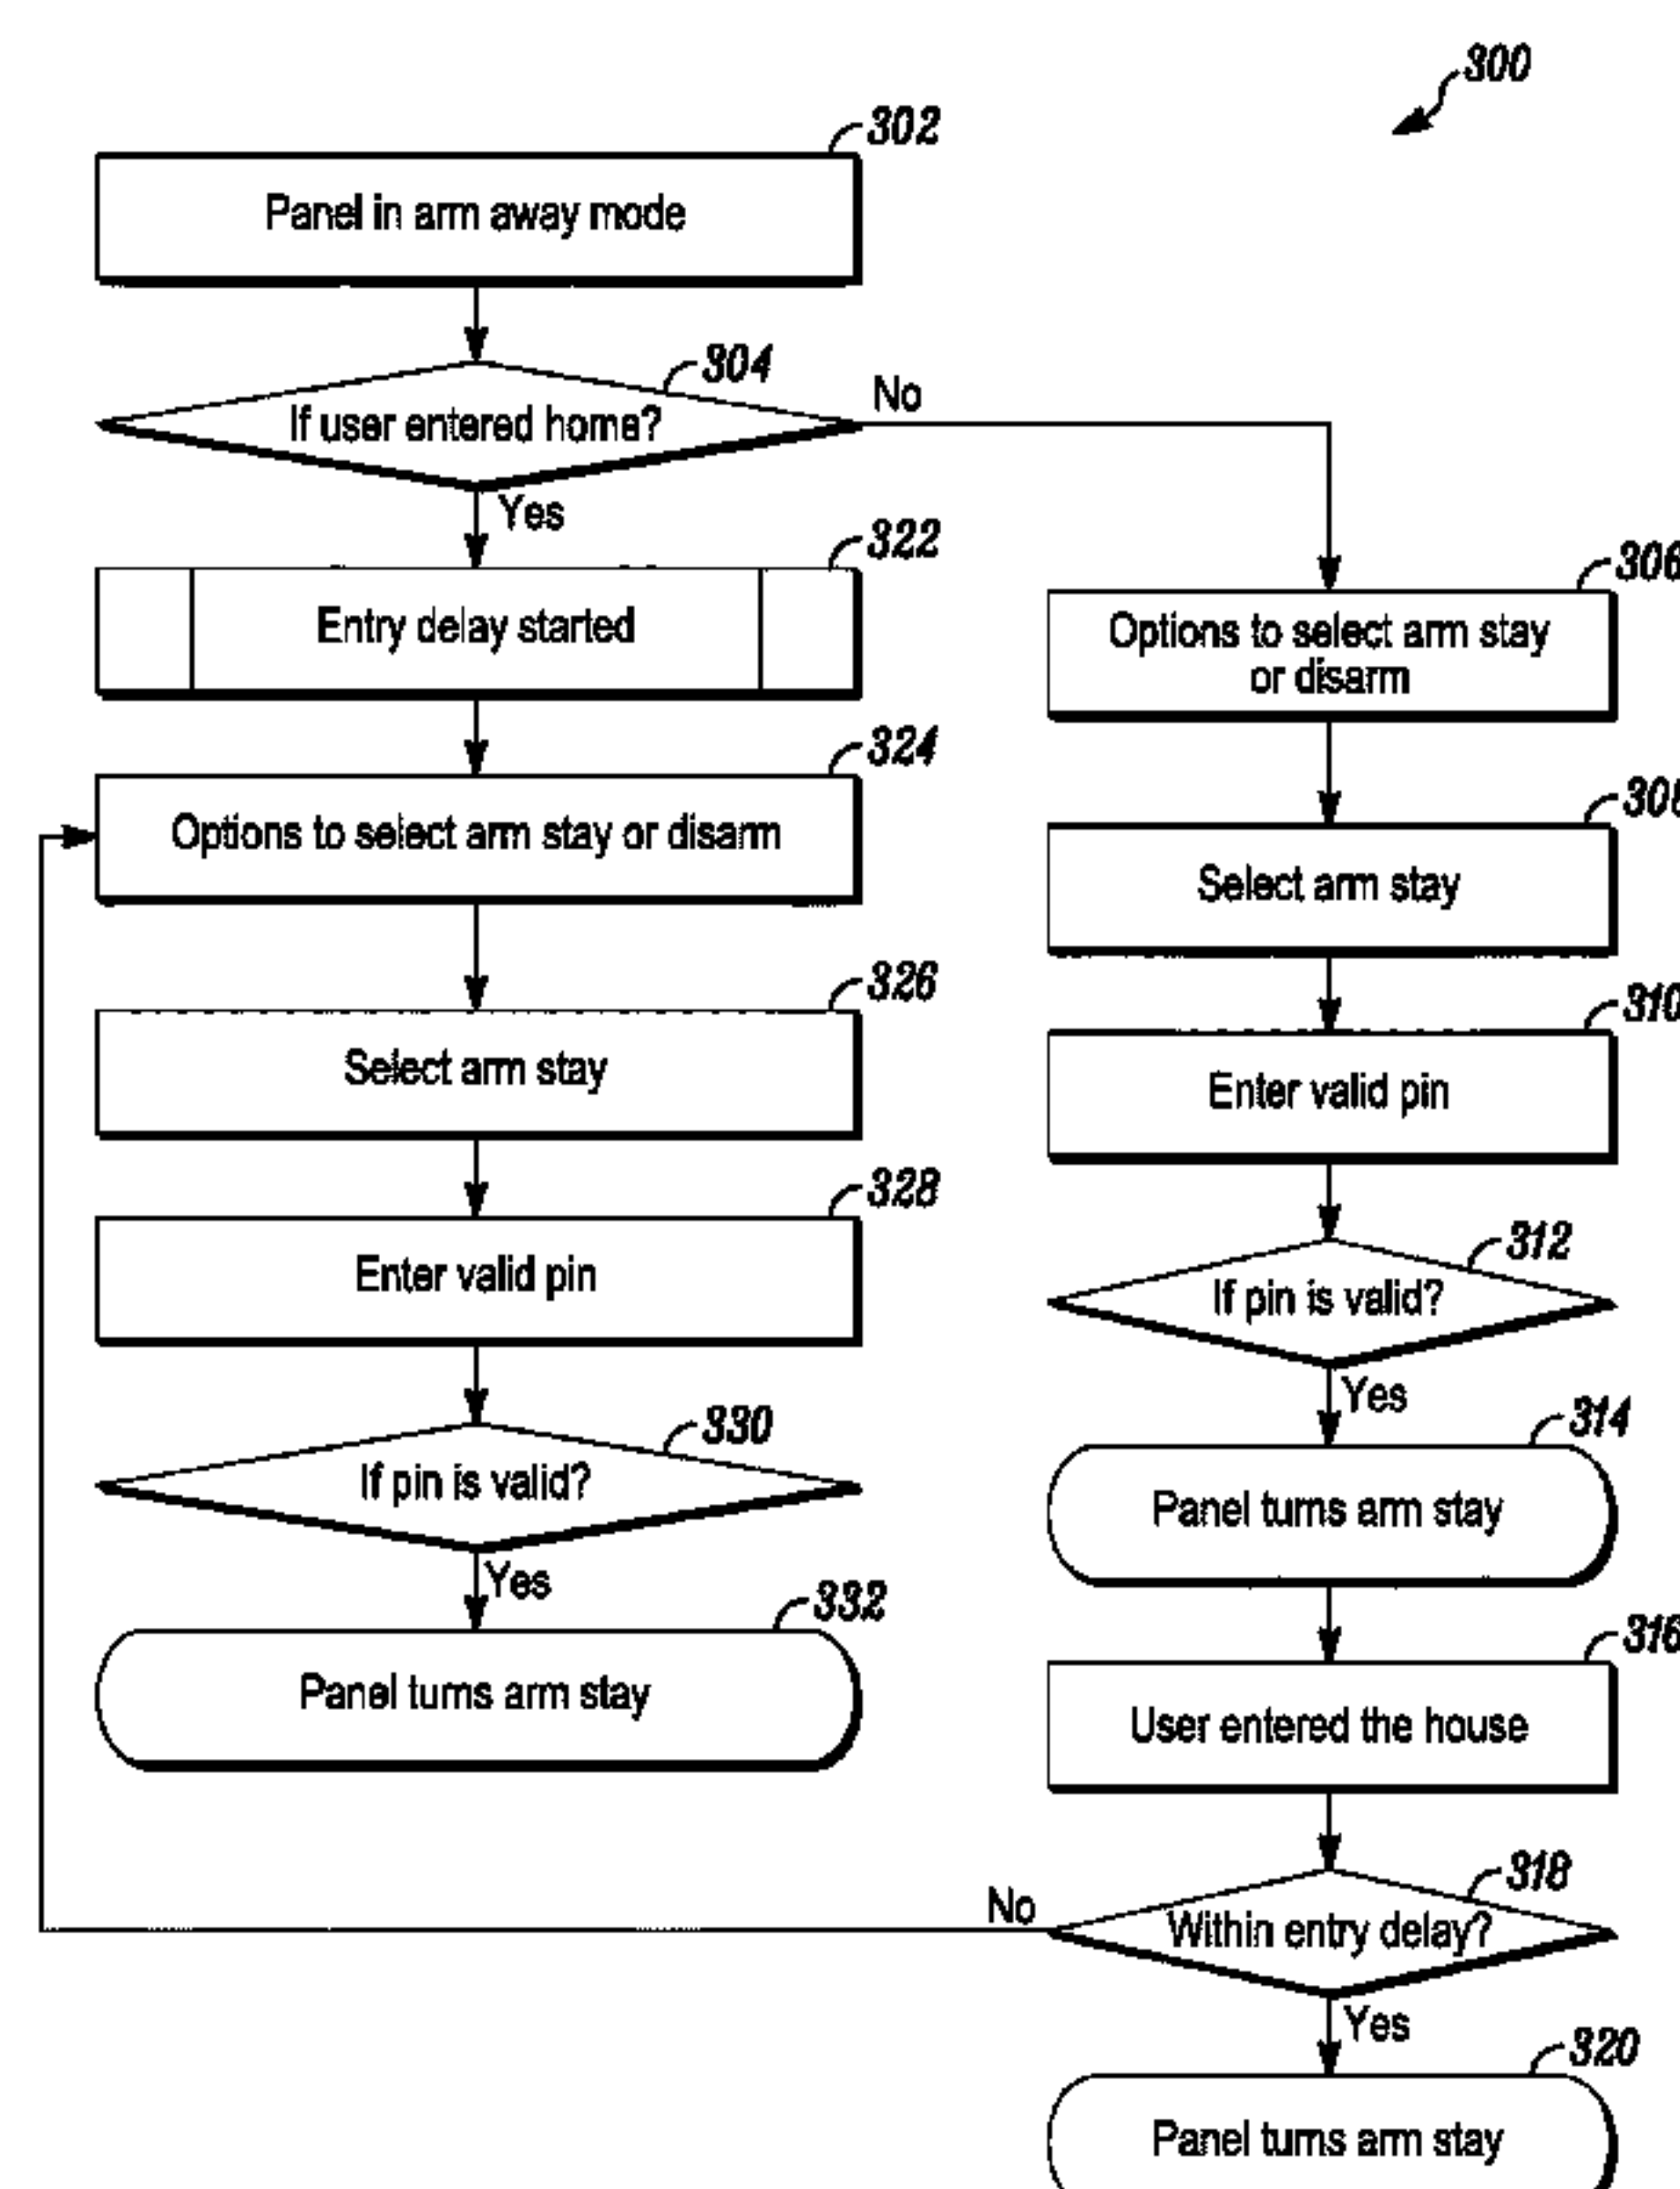 300
302
Panel in arm away mode
304
If user entered home?
No
Yes
322
Entry delay started
324
Options to select arm stay or disarm
326
Select arm stay
328
Enter valid pin
330
If pin is valid?
Yes
332
Panel turns arm stay
306
Options to select arm stay
or disarm
308
Select arm stay
310
Enter valid pin
312
If pin is valid?
Yes
314
Panel turns arm stay
316
User entered the house
318
Within entry delay?
No
Yes
320
Panel turns arm stay